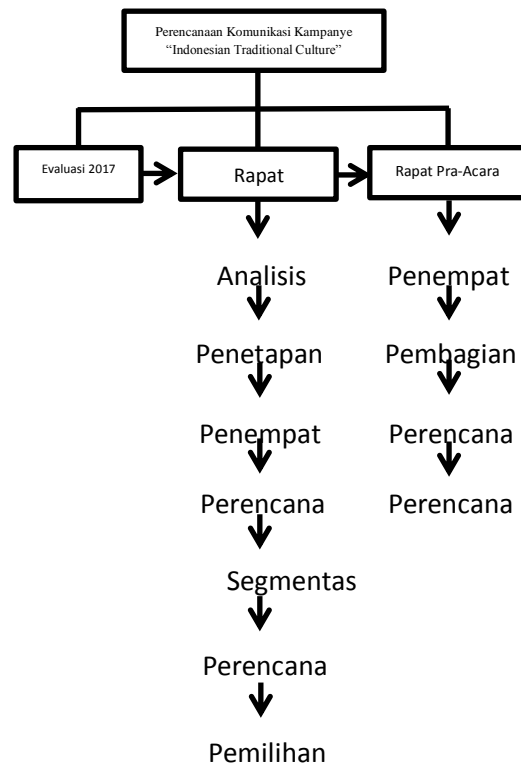 Perencanaan Komunikasi Kampanye
“Indonesian Traditional Culture”
Evaluasi 2017
Rapat
Rapat Pra-Acara
Analisis
Penetapan
Penempat
Perencana
Segmentas
Perencana
Pemilihan
Penempat
Pembagian
Perencana
Perencana